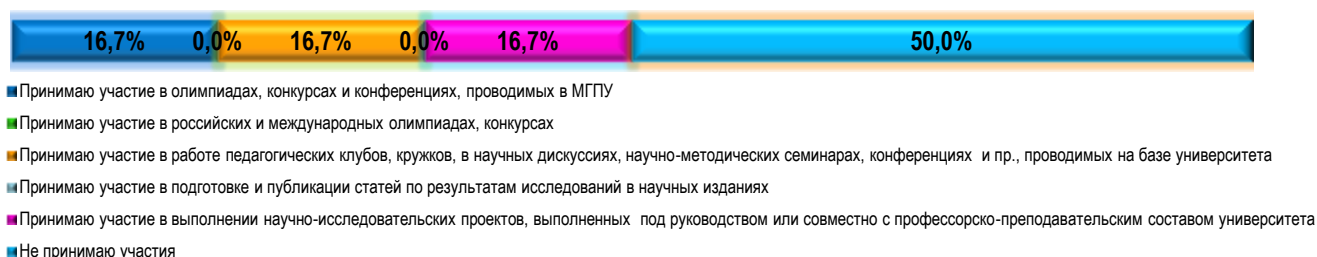 16,7% 0,0% 16,7% 0,0% 16,7% 50,0%
Принимаю участие в олимпиадах, конкурсах и конференциях, проводимых в МГПУ
Принимаю участие в российских и международных олимпиадах, конкурсах
Принимаю участие в работе педагогических клубов, кружков, в научных дискуссиях, научно-методических семинарах, конференциях и пр., проводимых на базе университета
Принимаю участие в подготовке и публикации статей по результатам исследований в научных изданиях
Принимаю участие в выполнении научно-исследовательских проектов, выполненных под руководством или совместно с профессорско-преподавательским составом университета
Не принимаю участия